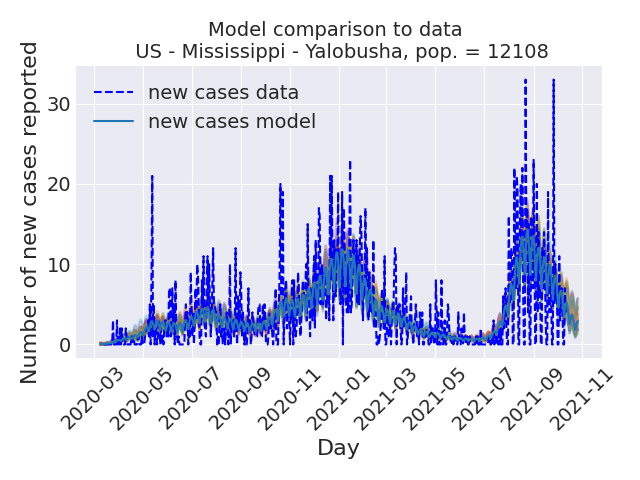 Model comparison to data
US - Mississippi - Yalobusha, pop. = 12108
Number of new cases reported
30
20
10
0
new cases data
new cases model
2020-03
2020-05
2020-07
2020-09
2020-11
2021-01
2021-03
2021-05
2021-07
2021-09
2021-11
Day